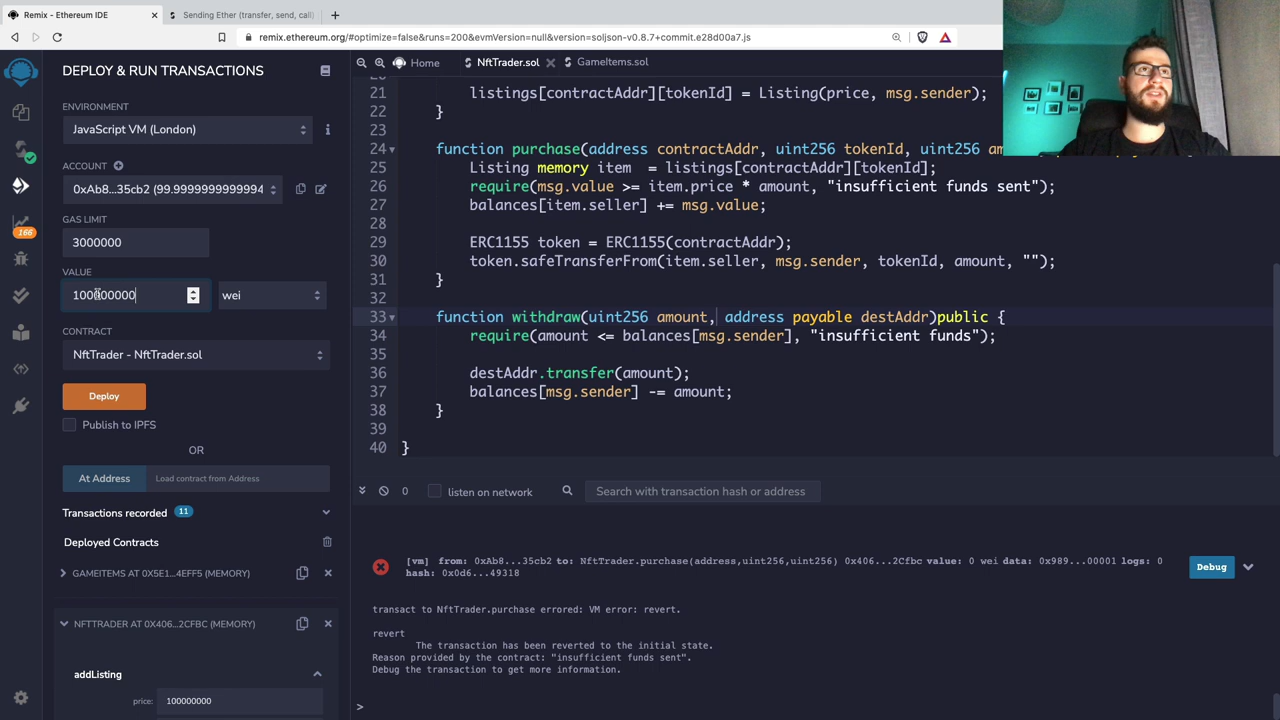 Remix - Ethereum IDE
Sending Ether (transfer, send, call)
remix.ethereum.org/#optimize=false&runs=200&evmVersion=null&version=soljson-v0.8.7+commit.e28d00a7.js
DEPLOY & RUN TRANSACTIONS
ENVIRONMENT
JavaScript VM (London)
ACCOUNT
0xAb8...35cb2 (99.9999999999994
GAS LIMIT
3000000
VALUE
100000000
wei
CONTRACT
NftTrader - NftTrader.sol
Deploy
Publish to IPFS
OR
At Address
Load contract from Address
Transactions recorded 11
Deployed Contracts
GAMEITEMS AT 0X5E1...4EFF5 (MEMORY)
NFTTRADER AT 0X406...2CFBC (MEMORY)
addListing
price: 100000000
166
Home
NftTrader.sol
GameItems.sol
21 listings[contractAddr][tokenId] = Listing(price, msg.sender);
22 }
23
24 function purchase(address contractAddr, uint256 tokenId, uint256 am
25 Listing memory item = listings[contractAddr][tokenId];
26 require(msg.value >= item.price * amount, "insufficient funds sent");
27 balances[item.seller] += msg.value;
28
29 ERC1155 token = ERC1155(contractAddr);
30 token.safeTransferFrom(item.seller, msg.sender, tokenId, amount, "");
31 }
32
33 function withdraw(uint256 amount, address payable destAddr)public {
34 require(amount <= balances[msg.sender], "insufficient funds");
35
36 destAddr.transfer(amount);
37 balances[msg.sender] -= amount;
38 }
39
40 }
0
listen on network
Search with transaction hash or address
[vm] from: 0xAb8...35cb2 to: NftTrader.purchase(address,uint256,uint256) 0x406...2Cfbc value: 0 wei data: 0x989...00001 logs: 0
hash: 0x0d6...49318
Debug
transact to NftTrader.purchase errored: VM error: revert.
revert
The transaction has been reverted to the initial state.
Reason provided by the contract: "insufficient funds sent".
Debug the transaction to get more information.
>